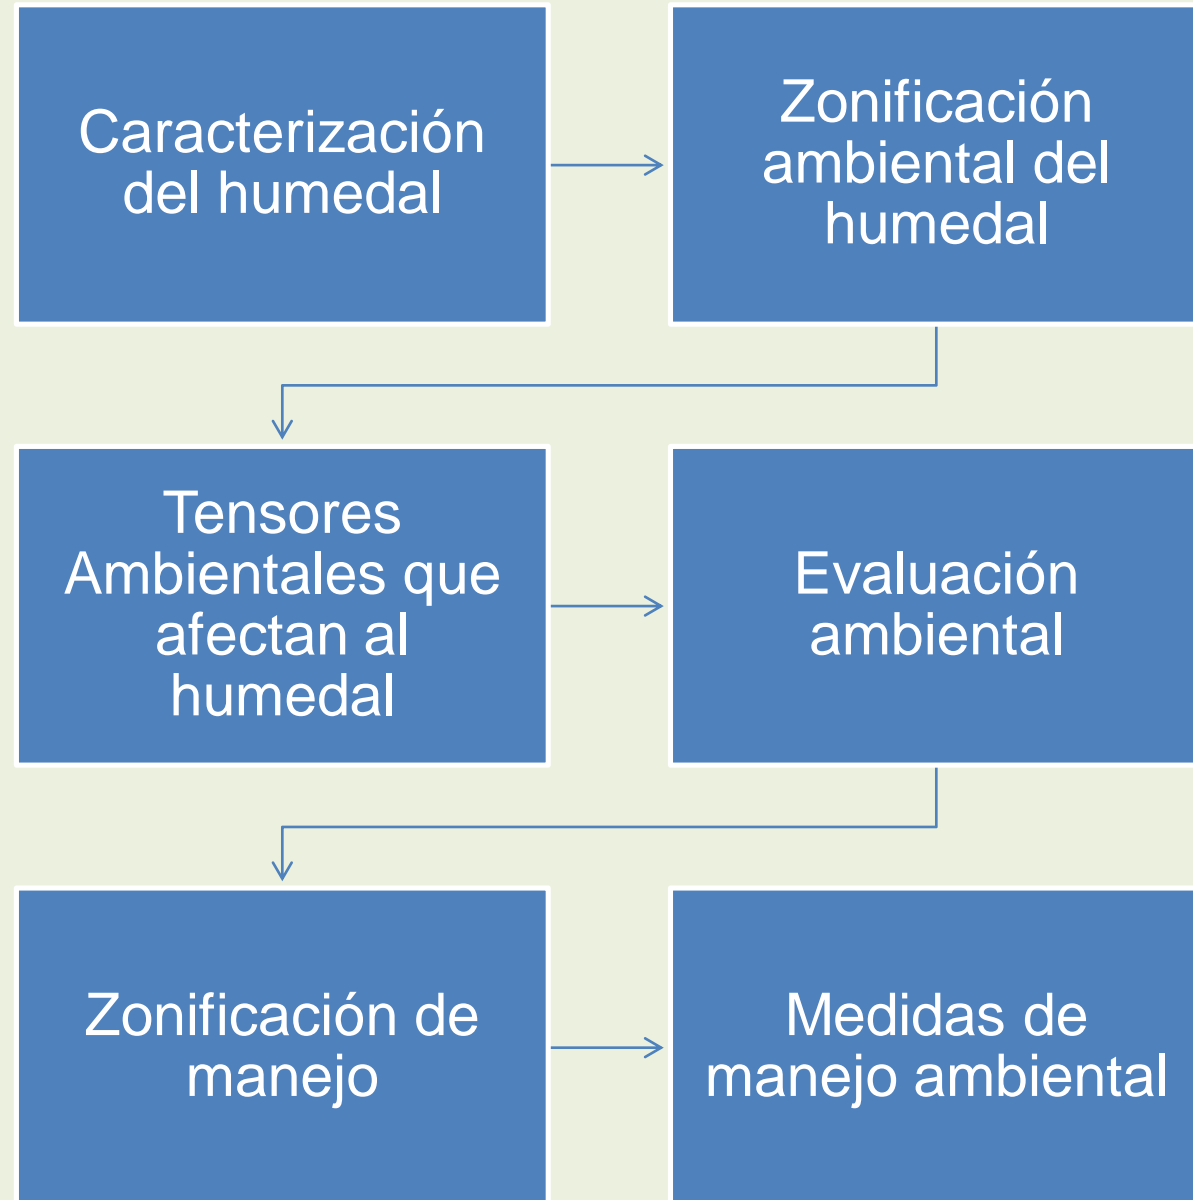 Caracterización
del humedal
Zonificación
ambiental del
humedal
Tensores
Ambientales que
afectan al
humedal
Evaluación
ambiental
Zonificación de
manejo
Medidas de
manejo ambiental